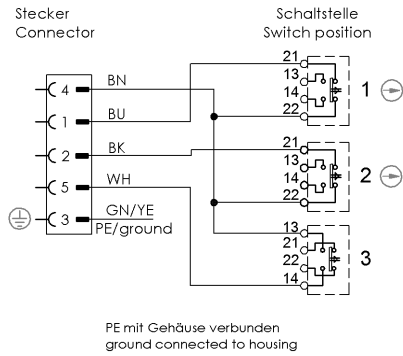 Stecker
Connector
Schaltstelle
Switch position
4 BN
1 BU
2 BK
5 WH
3 GN/YE
PE/ground
21
13
14
22
1
21
13
14
22
2
13
21
22
14
3
PE mit Gehäuse verbunden
ground connected to housing